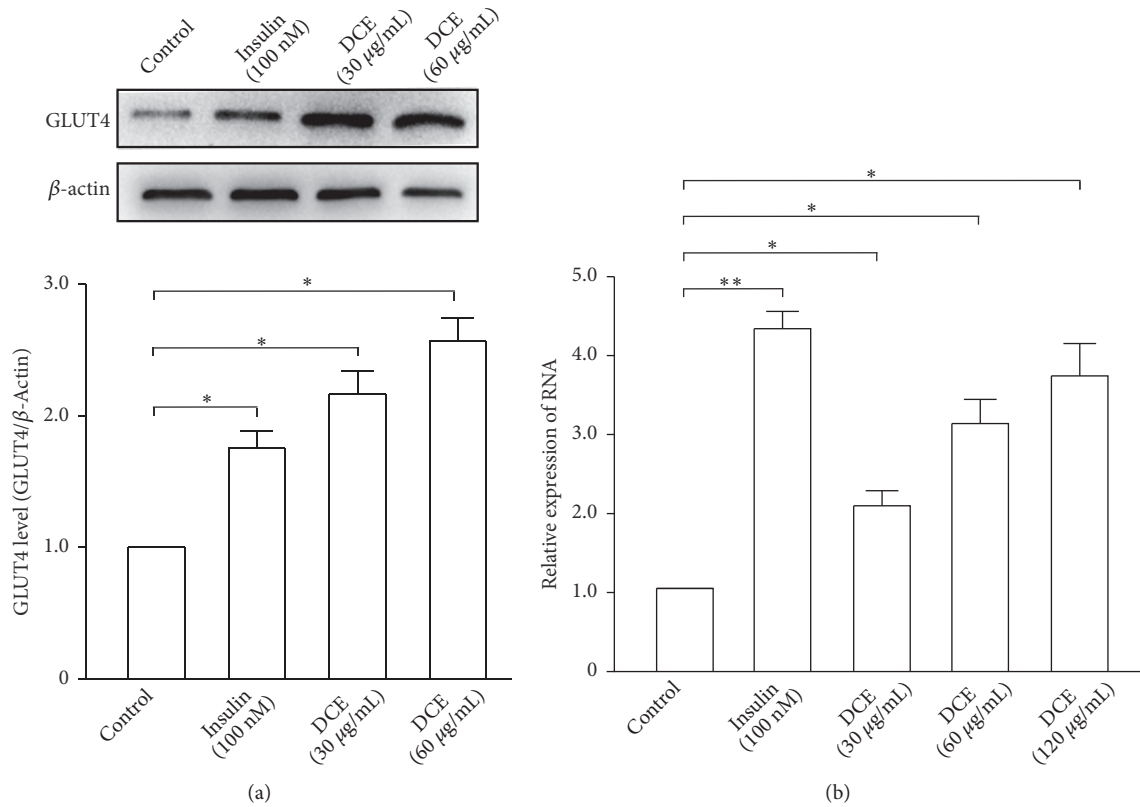 Control
Insulin
(100 nM)
DCE
(30 μg/mL)
DCE
(60 μg/mL)
GLUT4
β-actin
GLUT4 level (GLUT4/β-Actin)
3.0
2.0
1.0
0
*
*
*
Control
Insulin
(100 nM)
DCE
(30 μg/mL)
DCE
(60 μg/mL)
(a)
Relative expression of RNA
5.0
4.0
3.0
2.0
1.0
0
*
*
*
**
Control
Insulin
(100 nM)
DCE
(30 μg/mL)
DCE
(60 μg/mL)
DCE
(120 μg/mL)
(b)